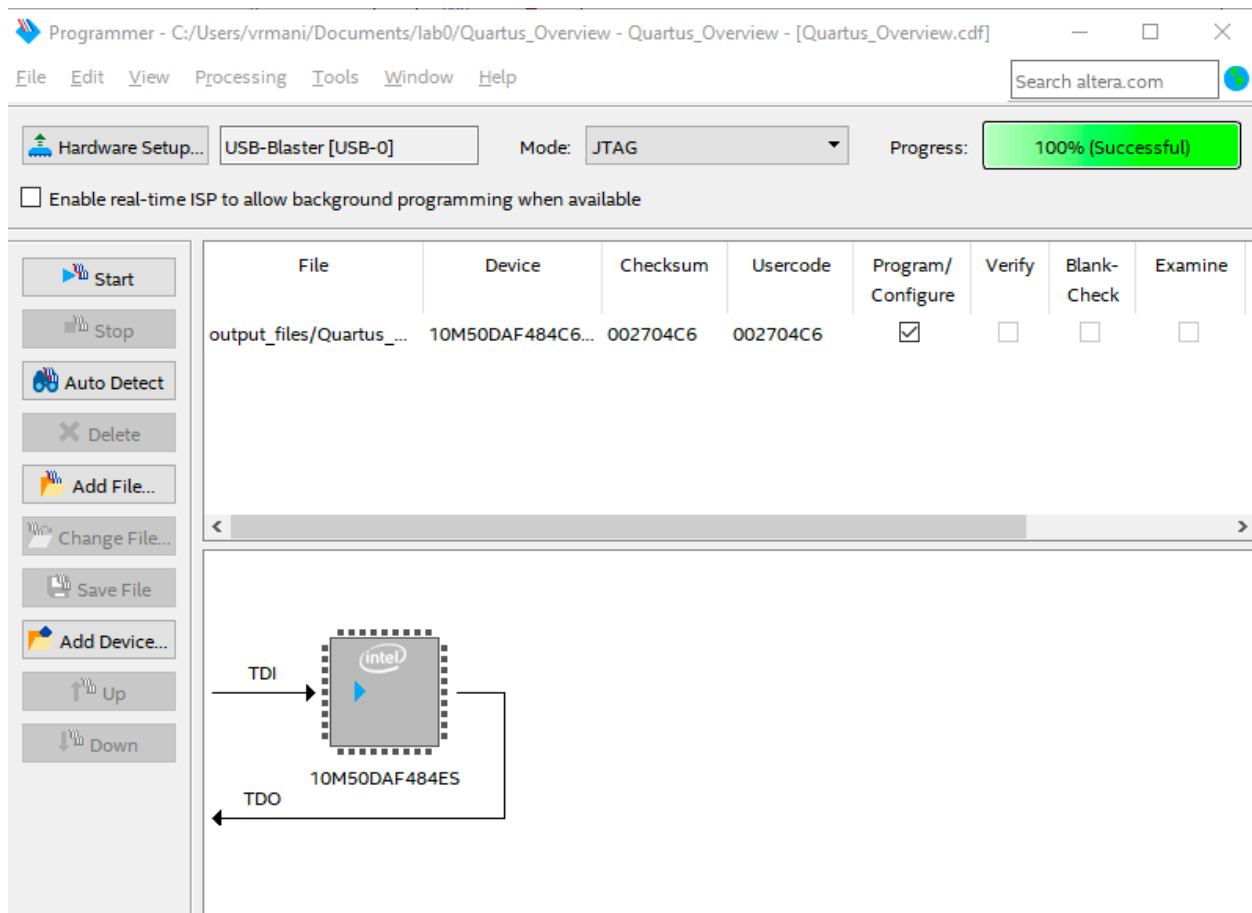 Programmer - C:/Users/vrmani/Documents/lab0/Quartus_Overview - Quartus_Overview - [Quartus_Overview.cdf]
File Edit View Processing Tools Window Help Search altera.com
Hardware Setup... USB-Blaster [USB-0] Mode: JTAG Progress: 100% (Successful)
Enable real-time ISP to allow background programming when available
Start
Stop
Auto Detect
Delete
Add File...
Change File...
Save File
Add Device...
Up
Down
File Device Checksum Usercode Program/ Configure Verify Blank- Check Examine
output_files/Quartus_... 10M50DAF484C6... 002704C6 002704C6
intel
TDI
10M50DAF484ES
TDO